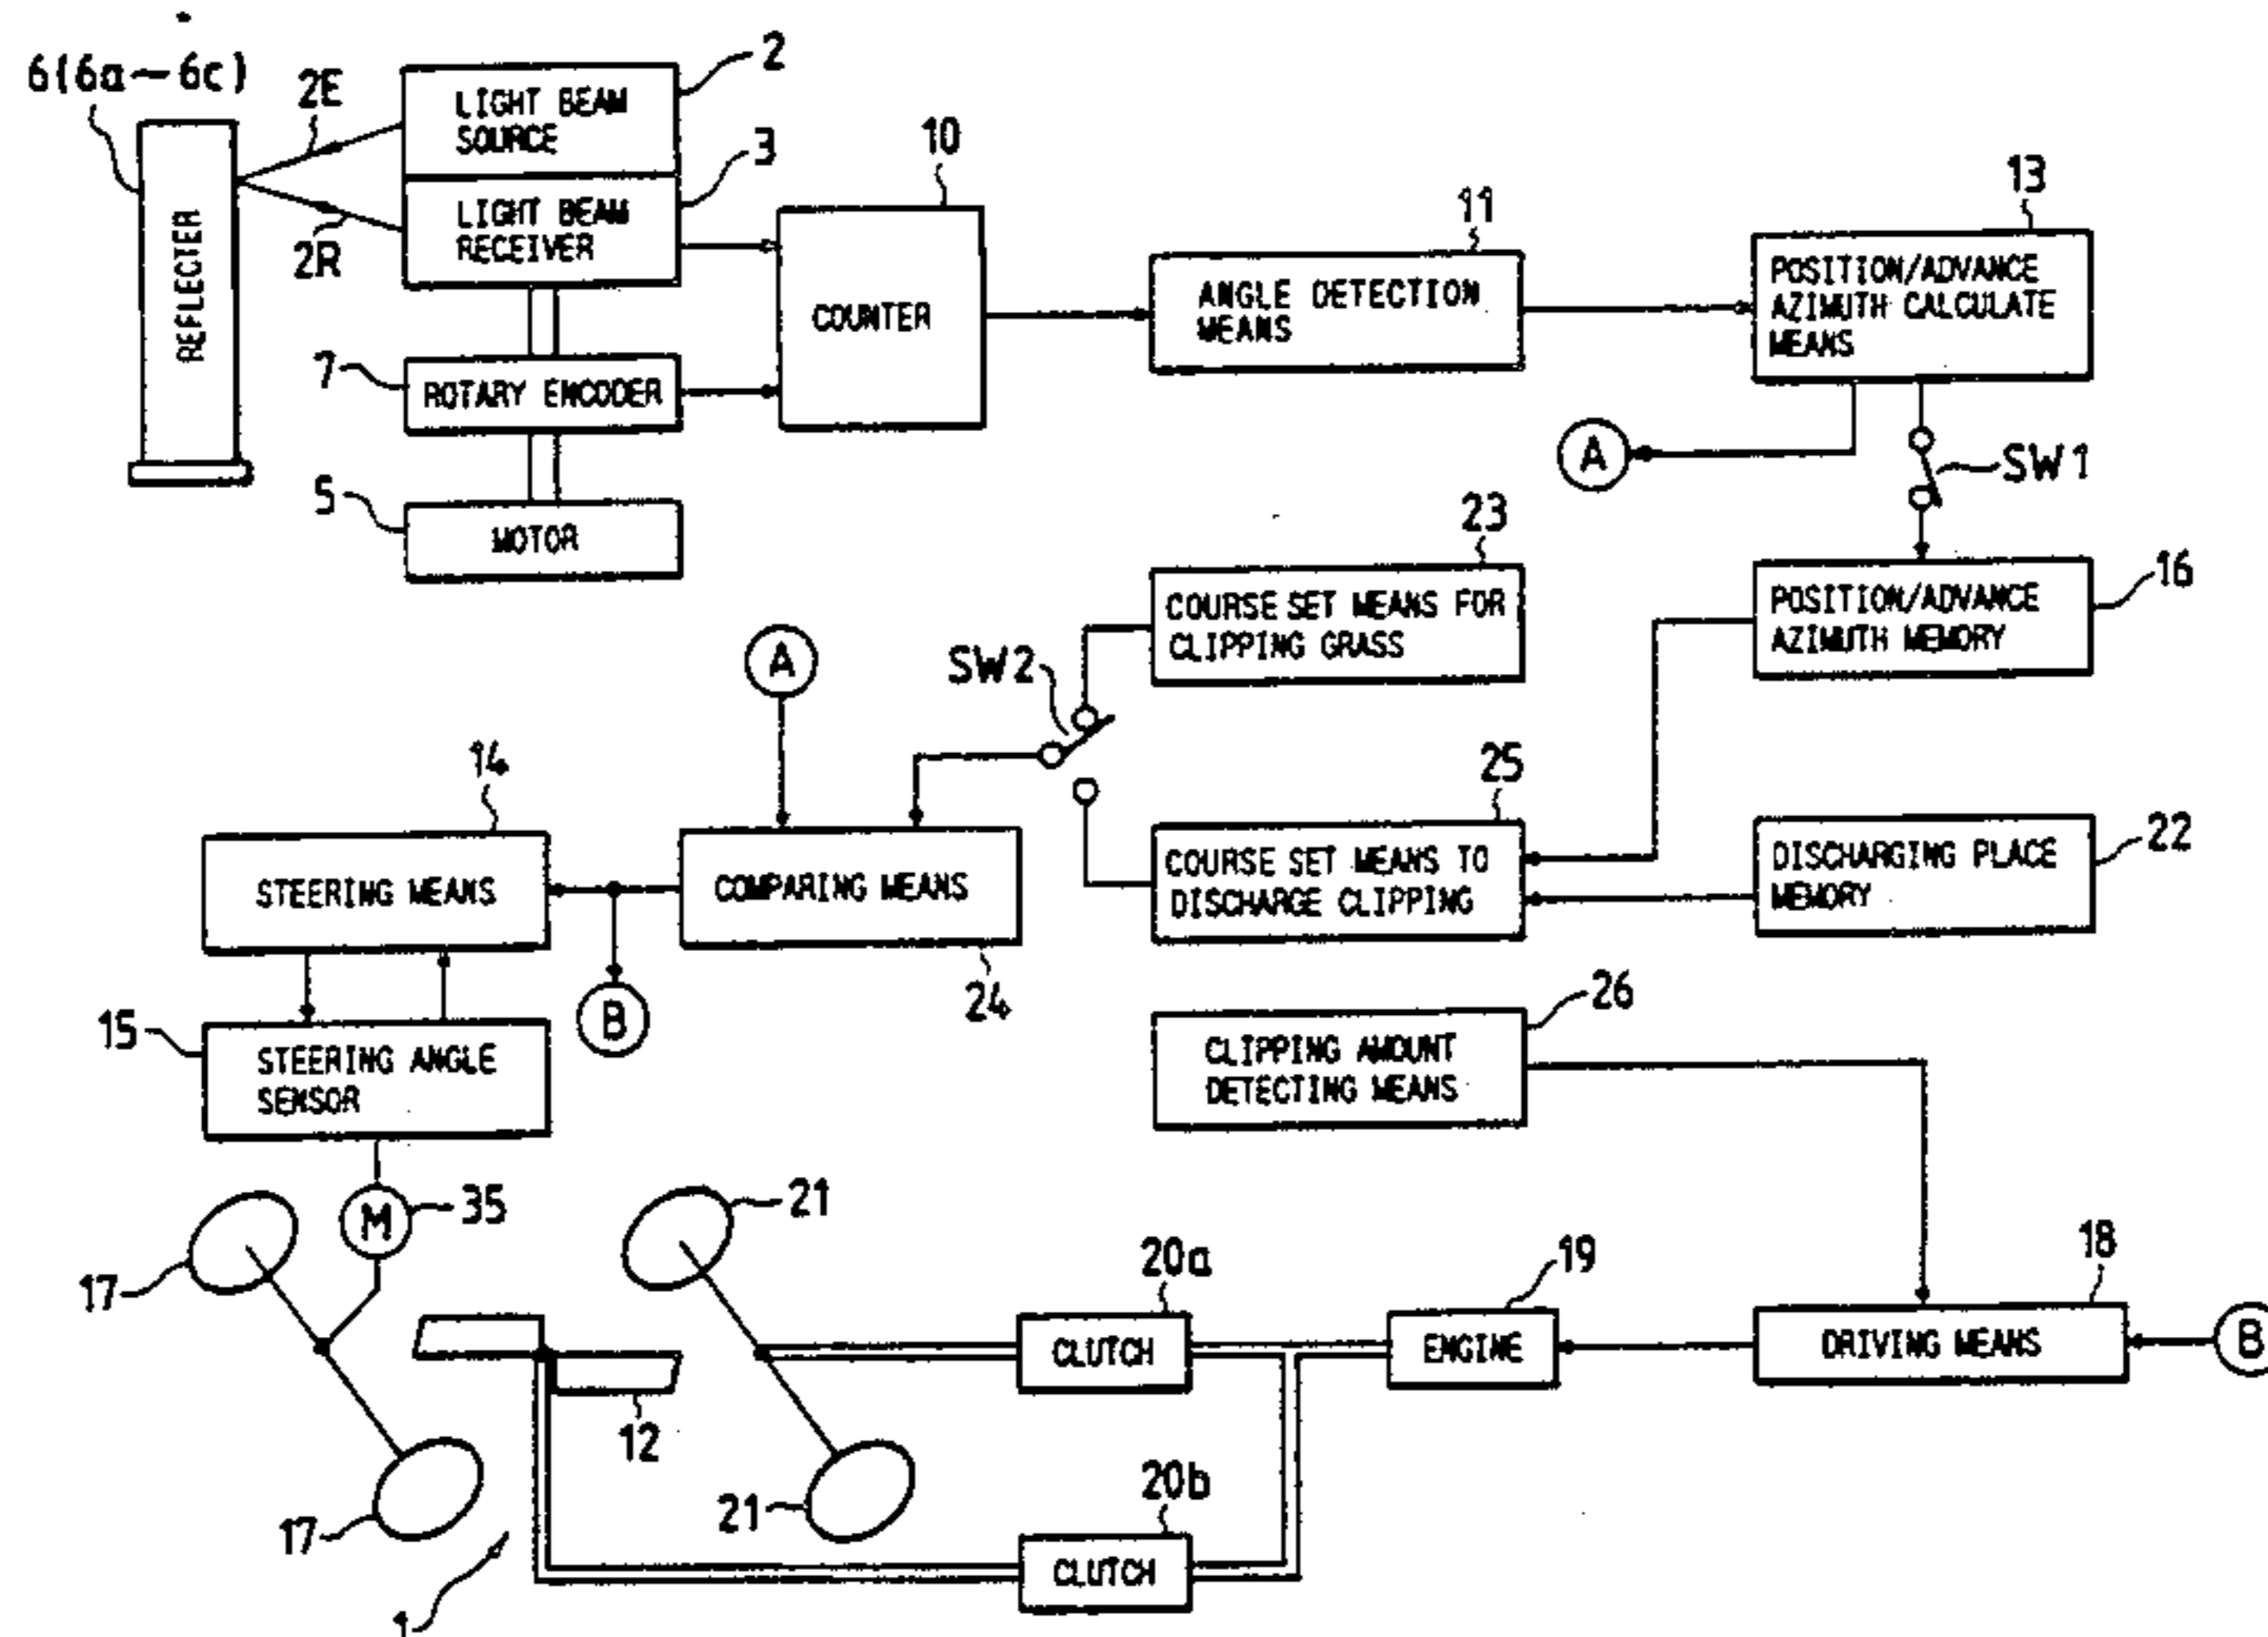 6(6a-6c)
2E
LIGHT BEAM
SOURCE
2
LIGHT BEAM
RECEIVER
3
2R
REFLECTER
10
COUNTER
11
ANGLE DETECTION
MEANS
13
POSITION/ADVANCE
AZIMUTH CALCULATE
MEANS
7
ROTARY ENCODER
5
MOTOR
A
SW1
23
COURSE SET MEANS FOR
CLIPPING GRASS
16
POSITION/ADVANCE
AZIMUTH MEMORY
A
SW2
14
STEERING MEANS
COMPARING MEANS
24
25
COURSE SET MEANS TO
DISCHARGE CLIPPING
22
DISCHARGING PLACE
MEMORY
B
15
STEERING ANGLE
SENSOR
26
CLIPPING AMOUNT
DETECTING MEANS
M
35
17
17
21
21
12
20a
CLUTCH
20b
CLUTCH
19
ENGINE
18
DRIVING MEANS
B
1